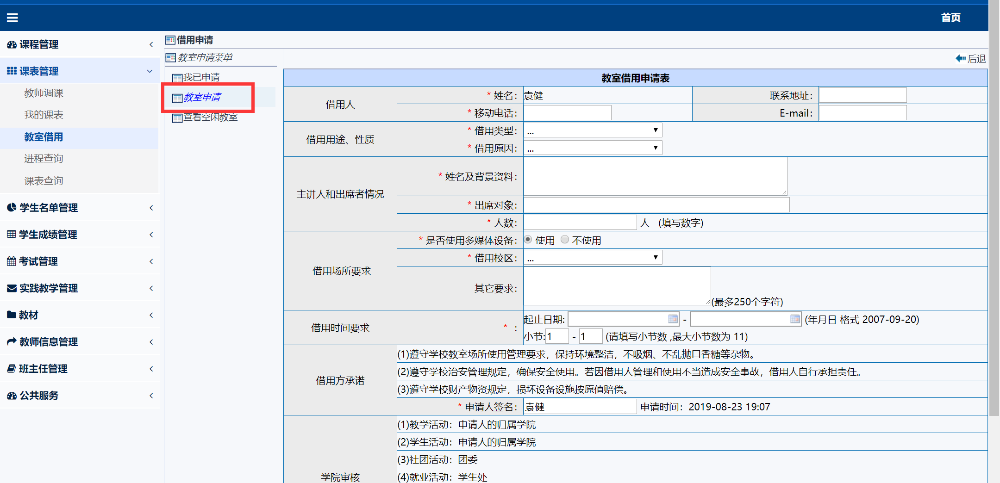 首页
课程管理
课表管理
教师调课
我的课表
教室借用
进程查询
课表查询
学生名单管理
学生成绩管理
考试管理
实践教学管理
教材
教师信息管理
班主任管理
公共服务
借用申请
教室申请菜单
我已申请
教室申请
查看空闲教室
后退
教室借用申请表
借用人
* 姓名： 袁健 联系地址：
* 移动电话： E-mail：
借用用途、性质
* 借用类型： ...
* 借用原因： ...
主讲人和出席者情况
* 姓名及背景资料：
* 出席对象：
* 人数： 人 (填写数字)
借用场所要求
* 是否使用多媒体设备： 使用 不使用
* 借用校区： ...
其它要求： (最多250个字符)
借用时间要求
* ：
起止日期: - (年月日 格式 2007-09-20)
小节:1 - 1 (请填写小节数 ,最大小节数为 11)
借用方承诺
(1)遵守学校教室场所使用管理要求，保持环境整洁，不吸烟、不乱抛口香糖等杂物。
(2)遵守学校治安管理规定，确保安全使用。若因借用人管理和使用不当造成安全事故，借用人自行承担责任。
(3)遵守学校财产物资规定，损坏设备设施按原值赔偿。
* 申请人签名： 袁健 申请时间：2019-08-23 19:07
学院审核
(1)教学活动：申请人的归属学院
(2)学生活动：申请人的归属学院
(3)社团活动：团委
(4)就业活动：学生处